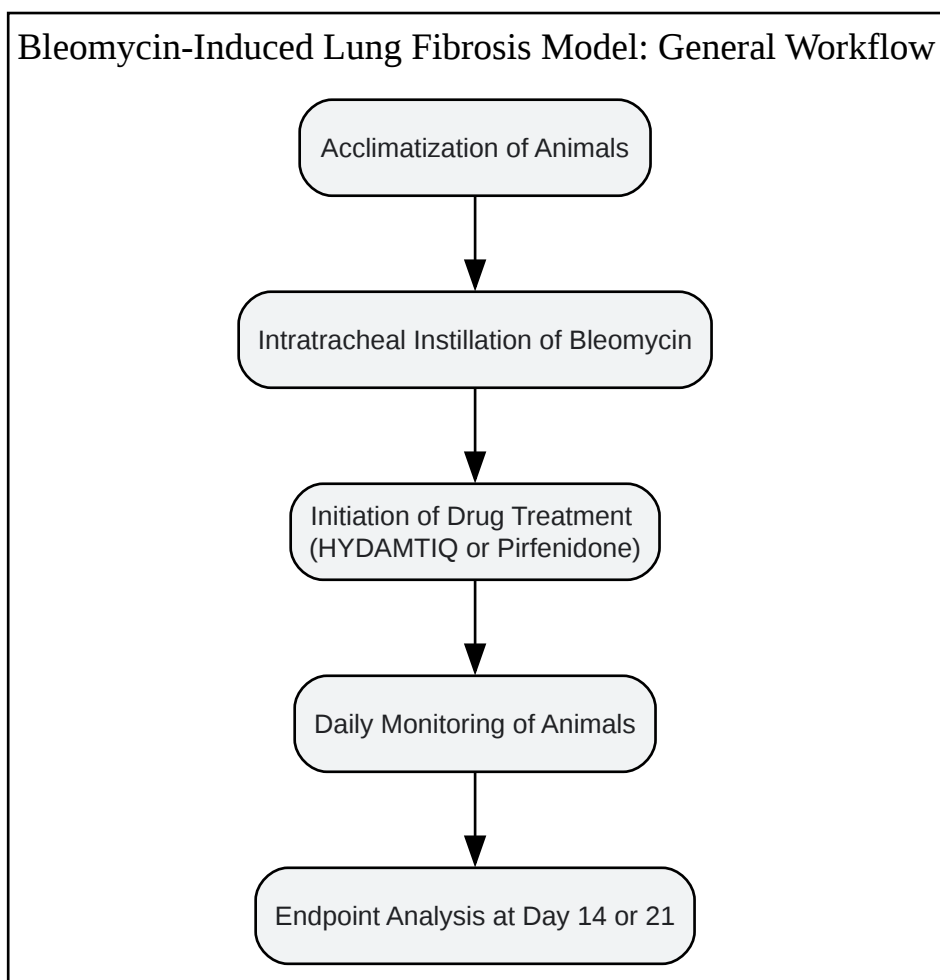 Bleomycin-Induced Lung Fibrosis Model: General Workflow
Acclimatization of Animals
Intratracheal Instillation of Bleomycin
Initiation of Drug Treatment
(HYDAMTIQ or Pirfenidone)
Daily Monitoring of Animals
Endpoint Analysis at Day 14 or 21